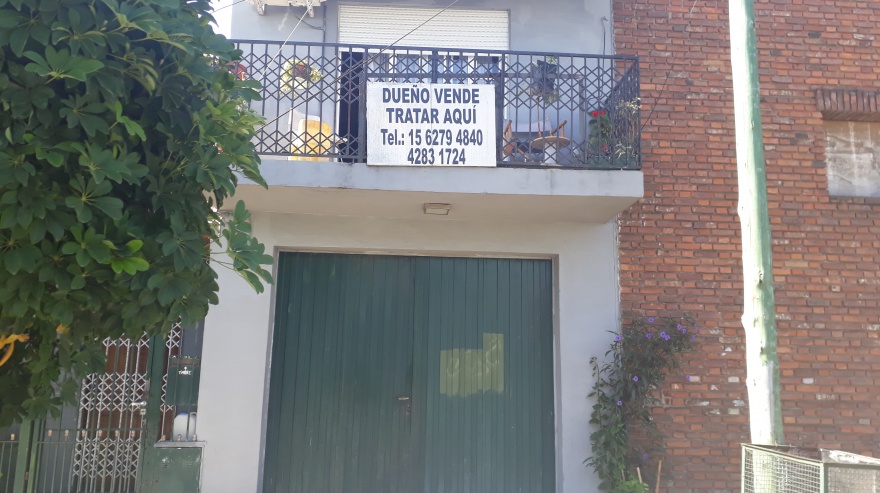 DUEÑO VENDE
TRATAR AQUÍ
Tel.: 15 6279 4840
4283 1724